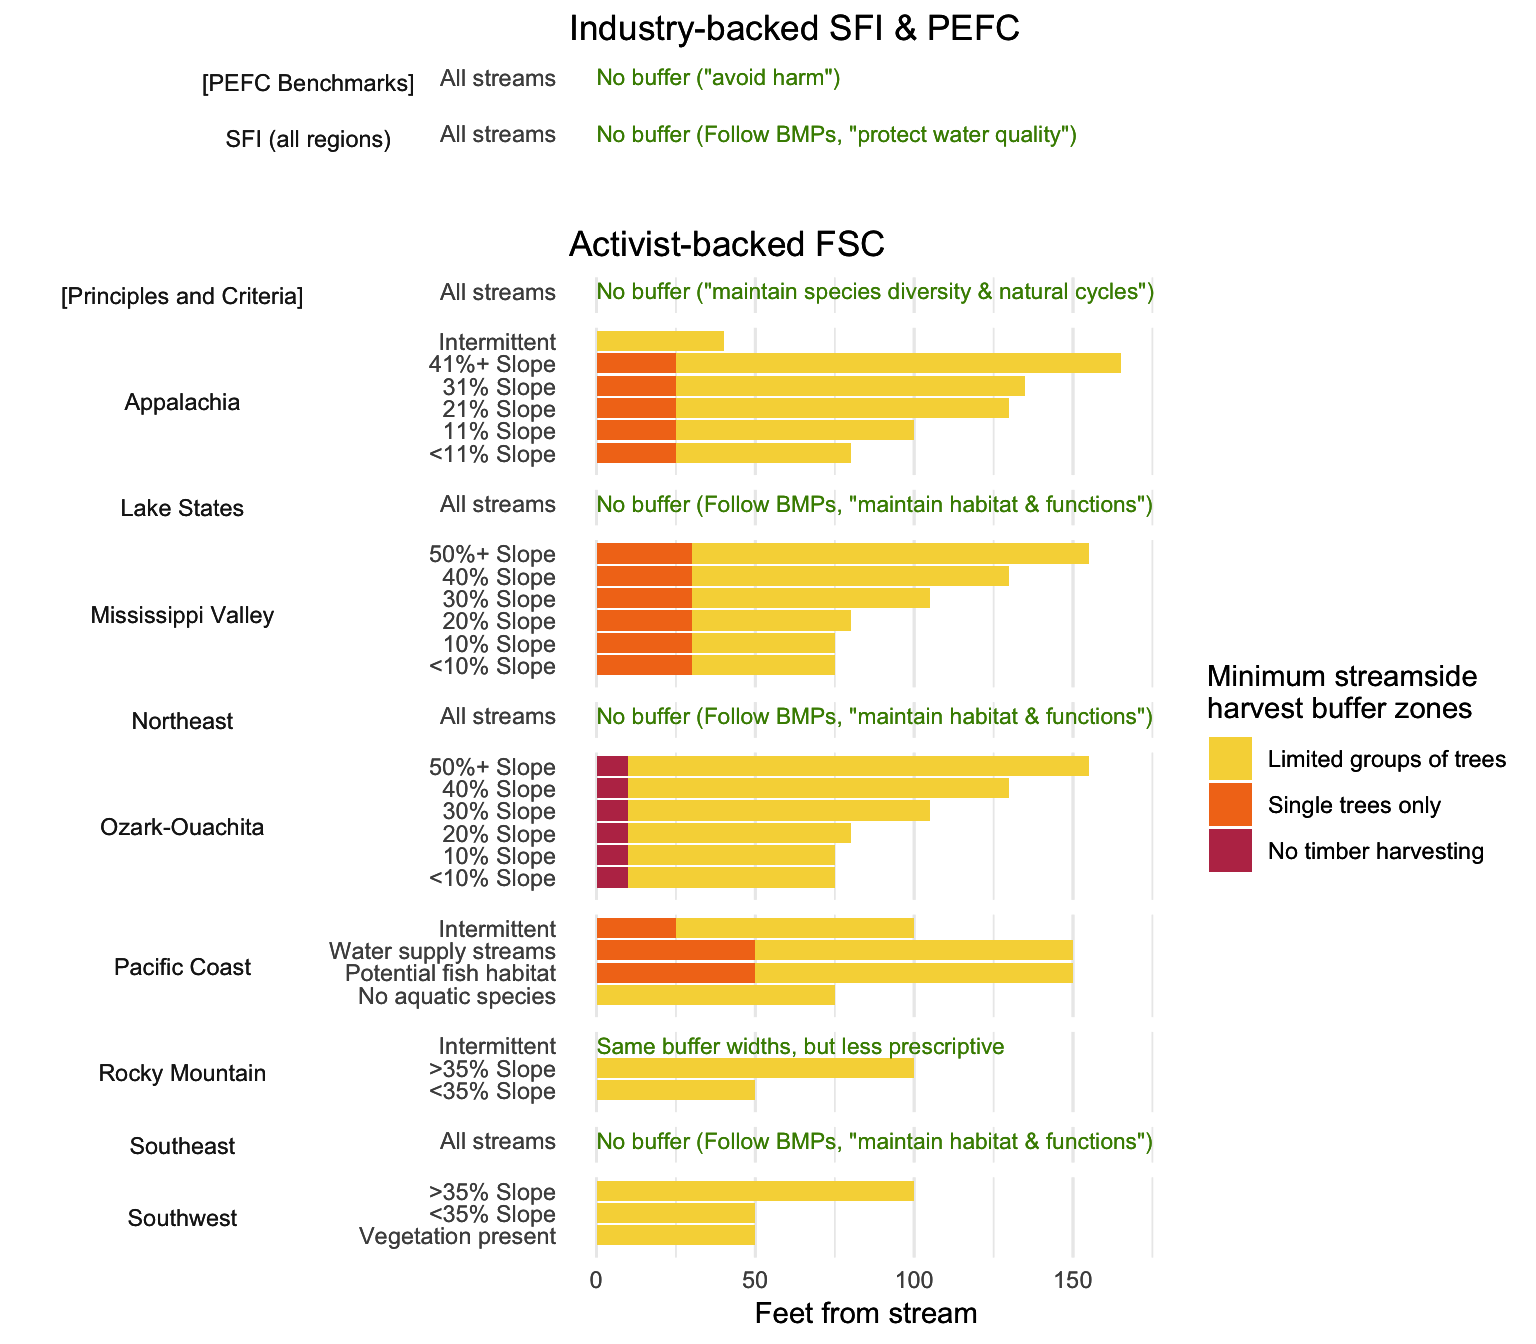 Industry-backed SFI & PEFC
[PEFC Benchmarks] All streams No buffer ("avoid harm")
SFI (all regions) All streams No buffer (Follow BMPs, "protect water quality")
Activist-backed FSC
[Principles and Criteria] All streams No buffer ("maintain species diversity & natural cycles")
Appalachia
Intermittent
41%+ Slope
31% Slope
21% Slope
11% Slope
<11% Slope
Lake States All streams No buffer (Follow BMPs, "maintain habitat & functions")
Mississippi Valley
50%+ Slope
40% Slope
30% Slope
20% Slope
10% Slope
<10% Slope
Northeast All streams No buffer (Follow BMPs, "maintain habitat & functions")
Ozark-Ouachita
50%+ Slope
40% Slope
30% Slope
20% Slope
10% Slope
<10% Slope
Pacific Coast
Intermittent
Water supply streams
Potential fish habitat
No aquatic species
Rocky Mountain
Intermittent Same buffer widths, but less prescriptive
>35% Slope
<35% Slope
Southeast All streams No buffer (Follow BMPs, "maintain habitat & functions")
Southwest
>35% Slope
<35% Slope
Vegetation present
0 50 100 150
Feet from stream
Minimum streamside
harvest buffer zones
Limited groups of trees
Single trees only
No timber harvesting